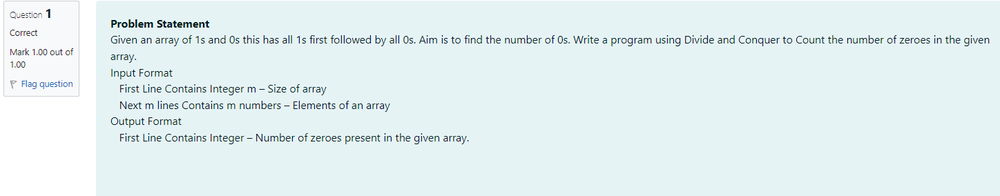 Question 1
Correct
Mark 1.00 out of
1.00
Flag question
Problem Statement
Given an array of 1s and 0s this has all 1s first followed by all 0s. Aim is to find the number of 0s. Write a program using Divide and Conquer to Count the number of zeroes in the given
array.
Input Format
First Line Contains Integer m – Size of array
Next m lines Contains m numbers – Elements of an array
Output Format
First Line Contains Integer – Number of zeroes present in the given array.